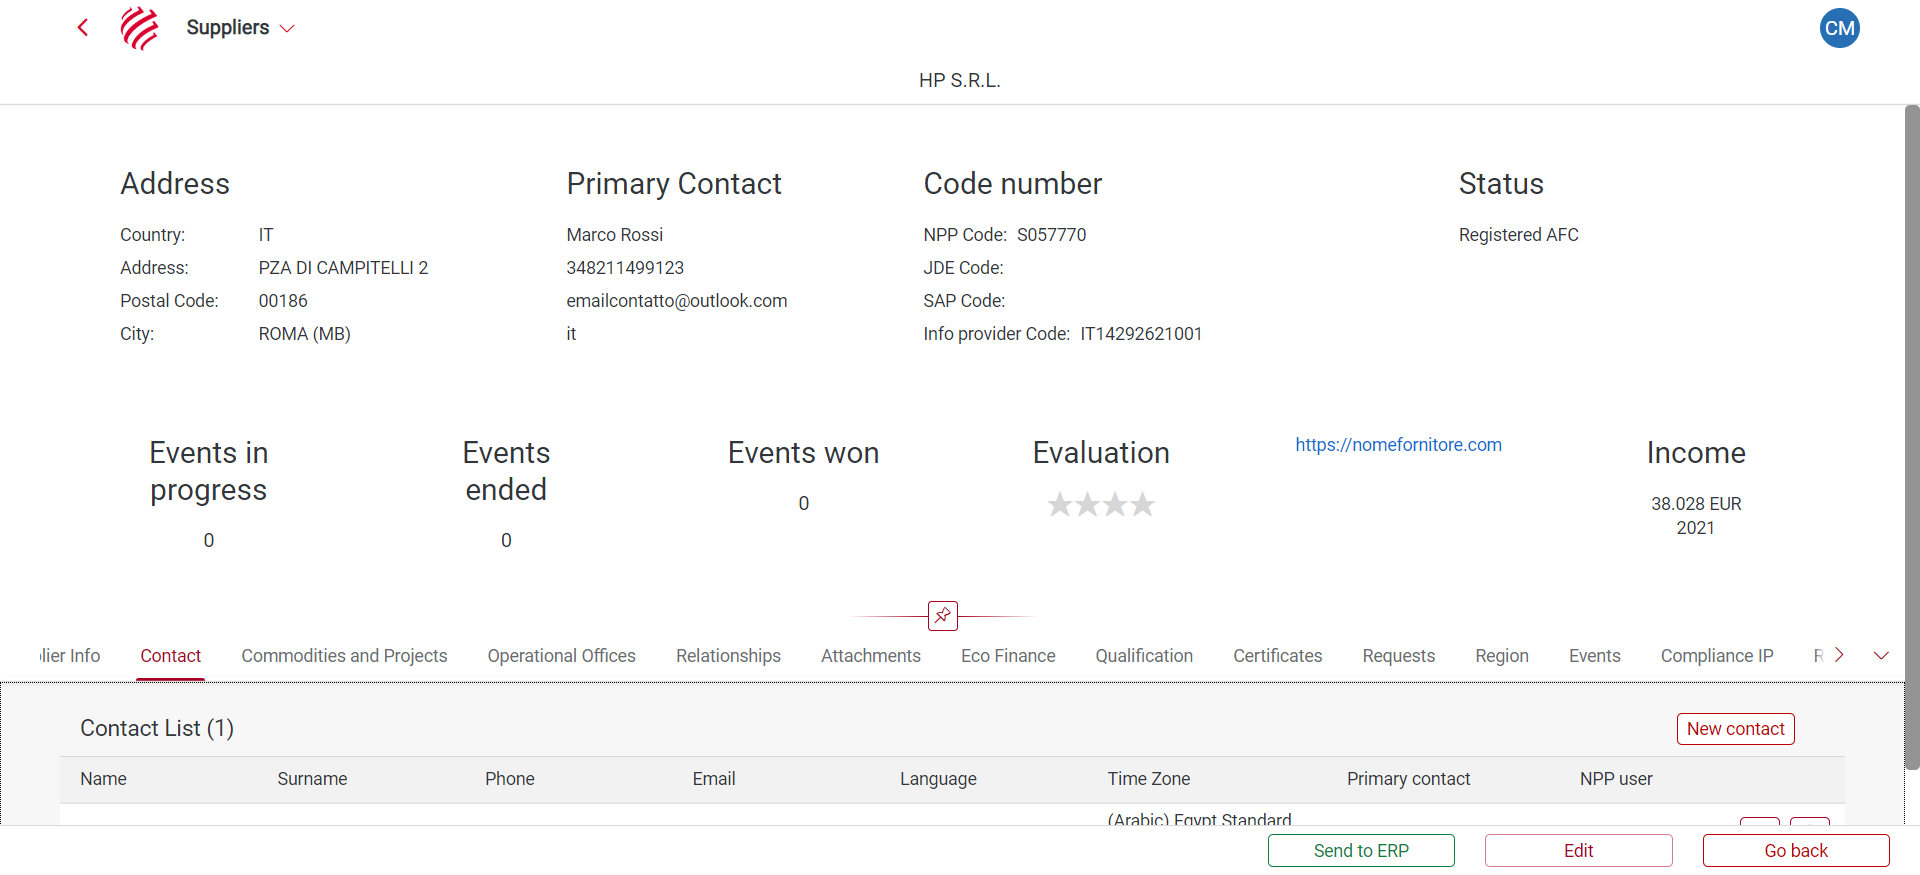 Suppliers
CM
HP S.R.L.
Address
Country: IT
Address: PZA DI CAMPITELLI 2
Postal Code: 00186
City: ROMA (MB)
Primary Contact
Marco Rossi
348211499123
emailcontatto@outlook.com
it
Code number
NPP Code: S057770
JDE Code:
SAP Code:
Info provider Code: IT14292621001
Status
Registered AFC
Events in
progress
0
Events
ended
0
Events won
0
Evaluation
https://nomefornitore.com
Income
38.028 EUR
2021
lier Info Contact Commodities and Projects Operational Offices Relationships Attachments Eco Finance Qualification Certificates Requests Region Events Compliance IP R
Contact List (1)
New contact
Name Surname Phone Email Language Time Zone Primary contact NPP user
(Arabic) Egypt Standard
Send to ERP Edit Go back